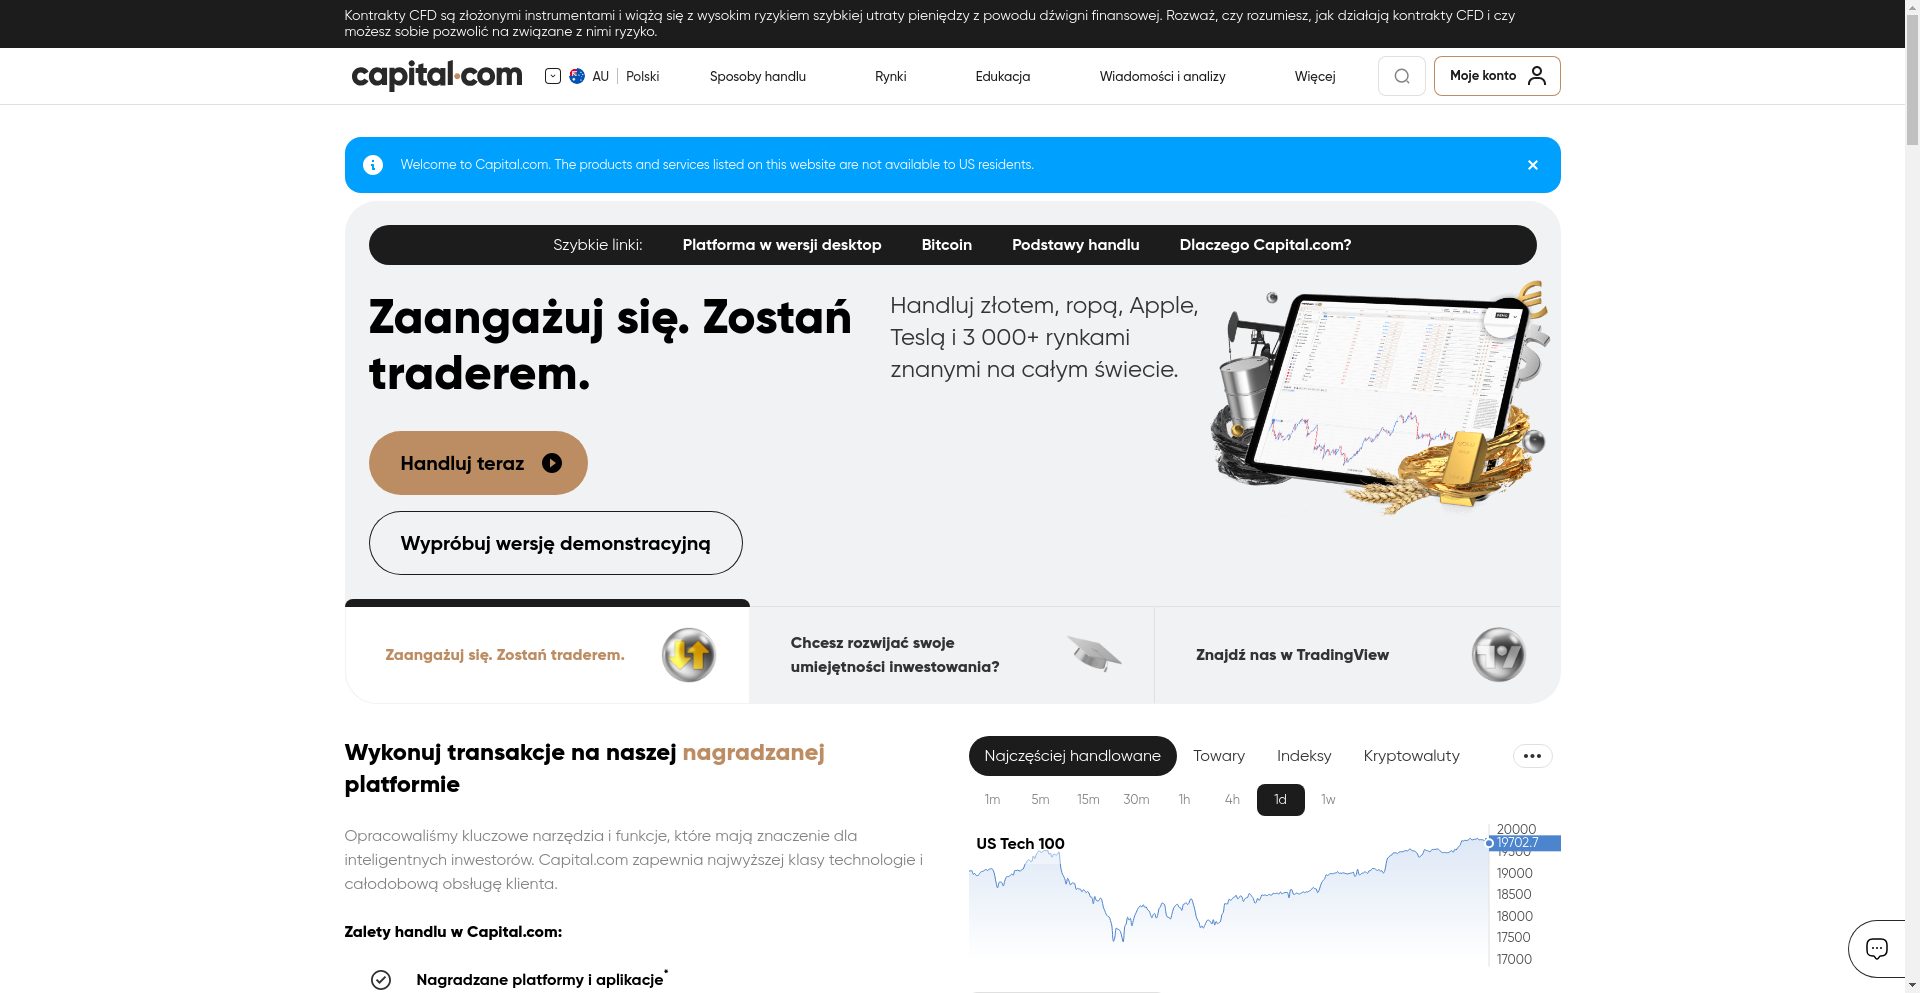 Kontrakty CFD są złożonymi instrumentami i wiążą się z wysokim ryzykiem szybkiej utraty pieniędzy z powodu dźwigni finansowej. Rozważ, czy rozumiesz, jak działają kontrakty CFD i czy
możesz sobie pozwolić na związane z nimi ryzyko.
capital.com AU Polski Sposoby handlu Rynki Edukacja Wiadomości i analizy Więcej Moje konto
Welcome to Capital.com. The products and services listed on this website are not available to US residents.
Szybkie linki: Platforma w wersji desktop Bitcoin Podstawy handlu Dlaczego Capital.com?
Zaangażuj się. Zostań
traderem.
Handluj złotem, ropą, Apple,
Teslą i 3 000+ rynkami
znanymi na całym świecie.
Handluj teraz
Wypróbuj wersję demonstracyjną
Zaangażuj się. Zostań traderem.
Chcesz rozwijać swoje
umiejętności inwestowania?
Znajdź nas w TradingView
Wykonuj transakcje na naszej nagradzanej
platformie
Opracowaliśmy kluczowe narzędzia i funkcje, które mają znaczenie dla
inteligentnych inwestorów. Capital.com zapewnia najwyższej klasy technologie i
całodobową obsługę klienta.
Zalety handlu w Capital.com:
Nagradzane platformy i aplikacje*
Najczęściej handlowane Towary Indeksy Kryptowaluty
1m 5m 15m 30m 1h 4h 1d 1w
US Tech 100
20000
19702.7
19500
19000
18500
18000
17500
17000